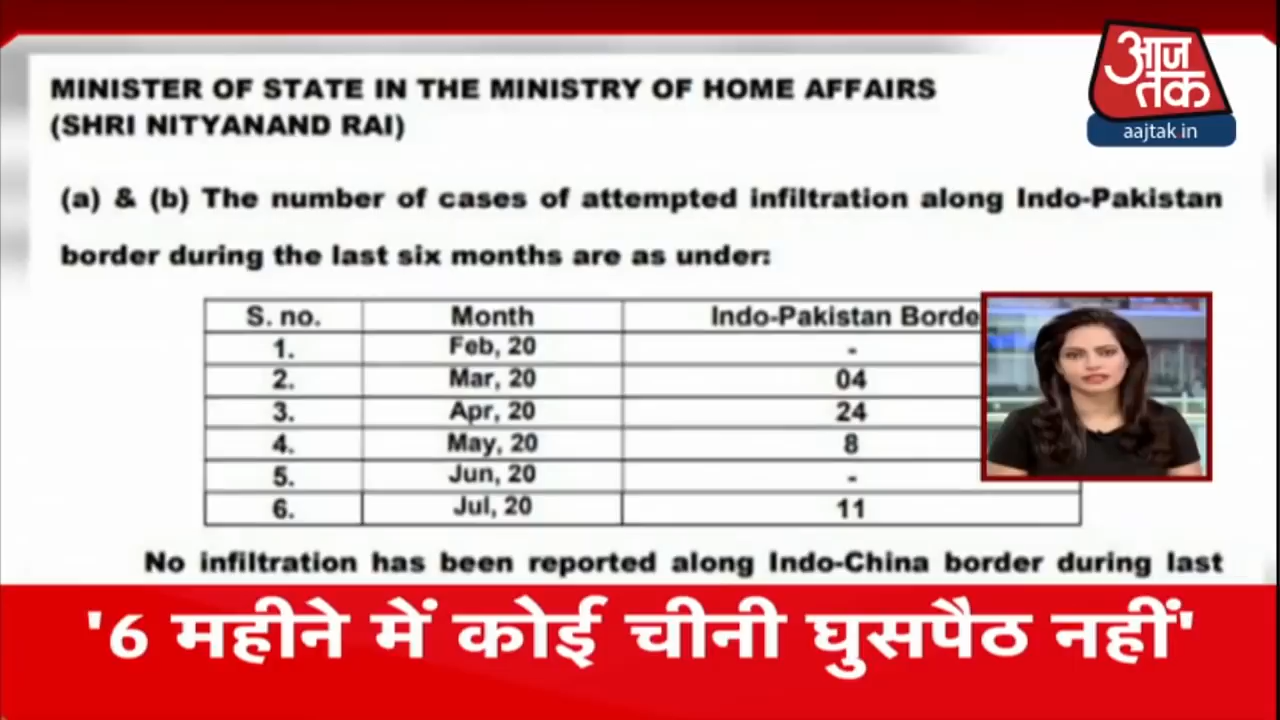 आज
तक
aajtak.in
MINISTER OF STATE IN THE MINISTRY OF HOME AFFAIRS
(SHRI NITYANAND RAI)
(a) & (b) The number of cases of attempted infiltration along Indo-Pakistan
border during the last six months are as under:
S. no. Month Indo-Pakistan Borde
1. Feb, 20 -
2. Mar, 20 04
3. Apr, 20 24
4. May, 20 8
5. Jun, 20 -
6. Jul, 20 11
No infiltration has been reported along Indo-China border during last
'6 महीने में कोई चीनी घुसपैठ नहीं'